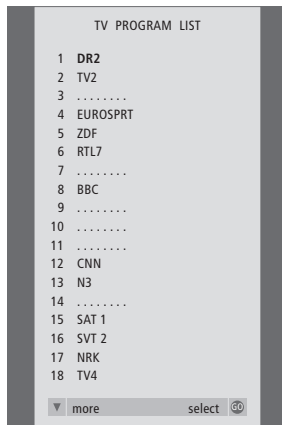 TV PROGRAM LIST
1 DR2
2 TV2
3 ........
4 EUROSPRT
5 ZDF
6 RTL7
7 ........
8 BBC
9 ........
10 ........
11 ........
12 CNN
13 N3
14 ........
15 SAT 1
16 SVT 2
17 NRK
18 TV4
▼ more select GO